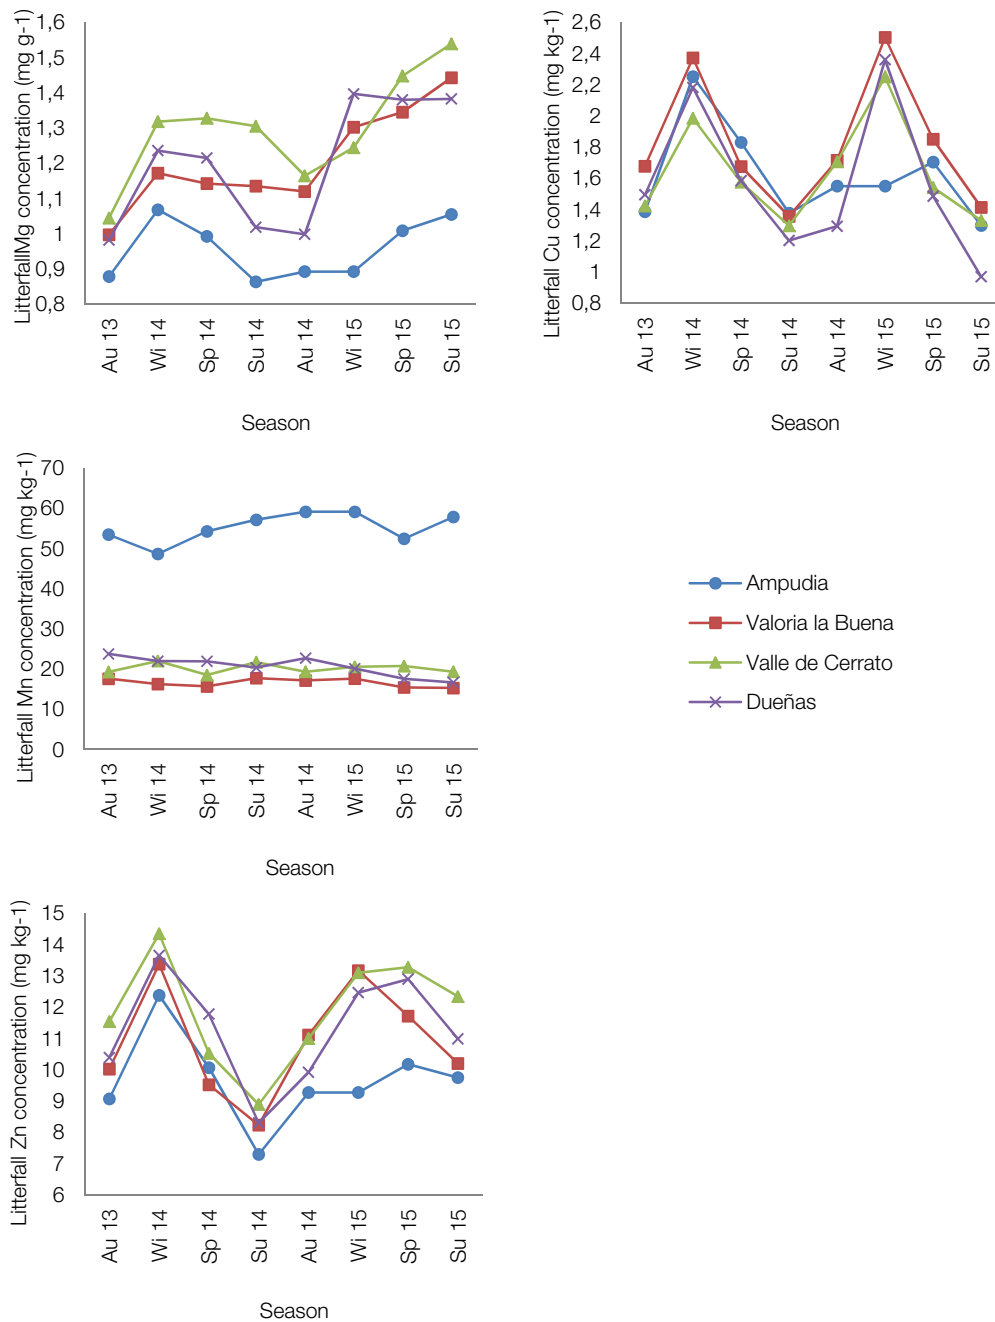 Litterfall Mg concentration (mg g-1)
1,6
1,5
1,4
1,3
1,2
1,1
1
0,9
0,8
Au 13
Wi 14
Sp 14
Su 14
Au 14
Wi 15
Sp 15
Su 15
Season
Litterfall Cu concentration (mg kg-1)
2,6
2,4
2,2
2
1,8
1,6
1,4
1,2
1
0,8
Au 13
Wi 14
Sp 14
Su 14
Au 14
Wi 15
Sp 15
Su 15
Season
Litterfall Mn concentration (mg kg-1)
70
60
50
40
30
20
10
0
Au 13
Wi 14
Sp 14
Su 14
Au 14
Wi 15
Sp 15
Su 15
Season
Ampudia
Valoria la Buena
Valle de Cerrato
Dueñas
Litterfall Zn concentration (mg kg-1)
15
14
13
12
11
10
9
8
7
6
Au 13
Wi 14
Sp 14
Su 14
Au 14
Wi 15
Sp 15
Su 15
Season